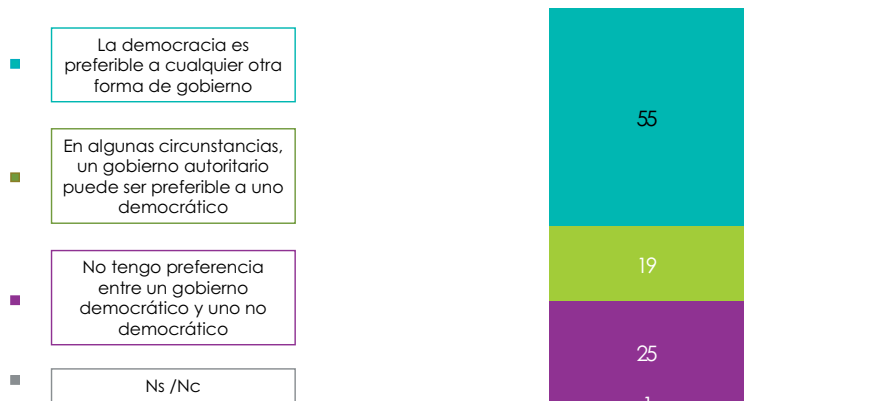 La democracia es
preferible a cualquier otra
forma de gobierno
En algunas circunstancias,
un gobierno autoritario
puede ser preferible a uno
democrático
No tengo preferencia
entre un gobierno
democrático y uno no
democrático
Ns /Nc
55
19
25
1